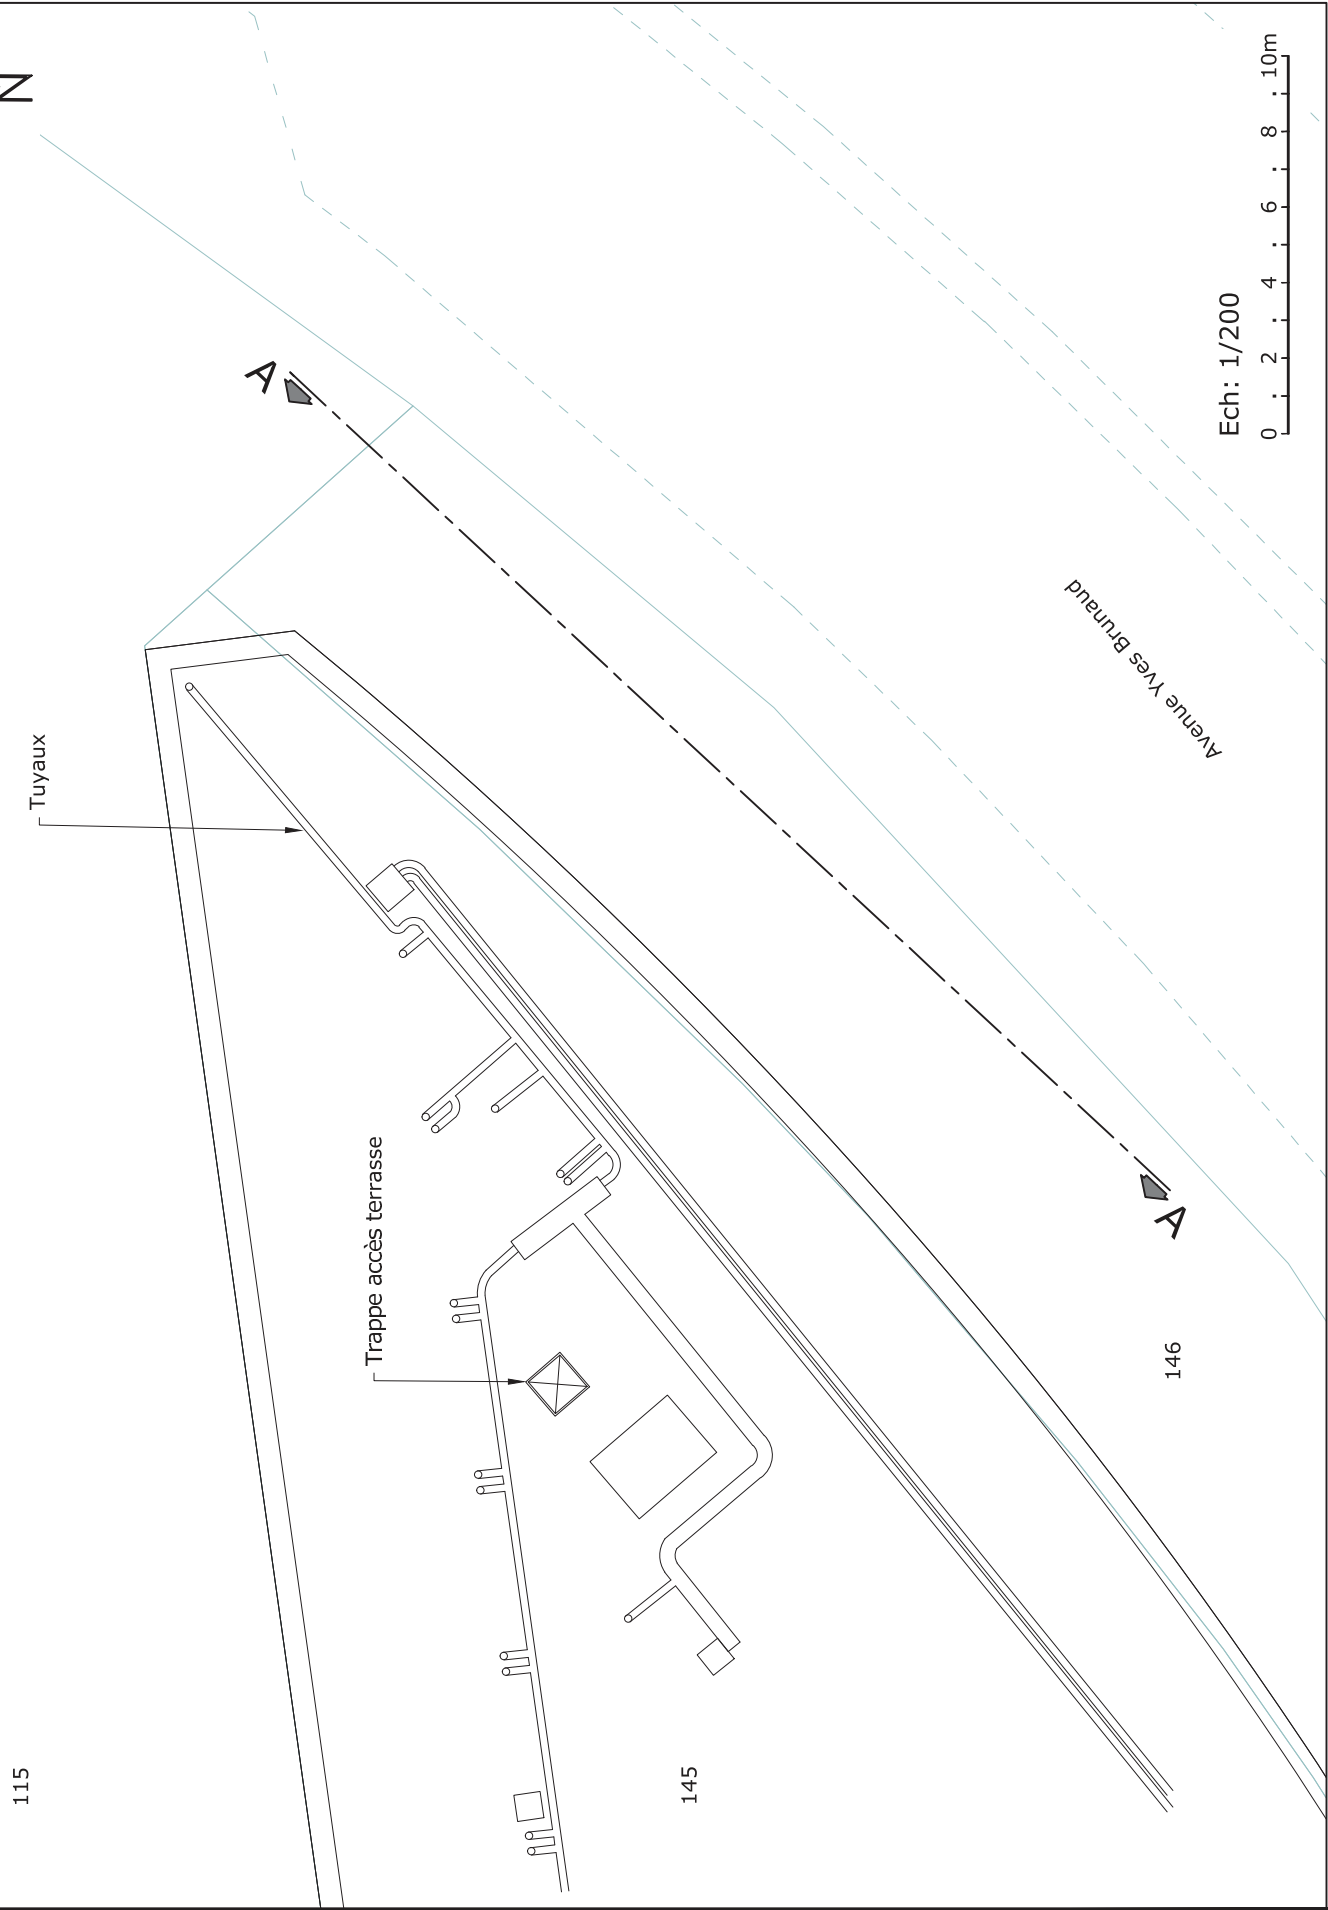 N
Tuyaux
A
Trappe accès terrasse
115
145
146
A
Avenue Yves Brunaud
Ech: 1/200
0 2 4 6 8 10m